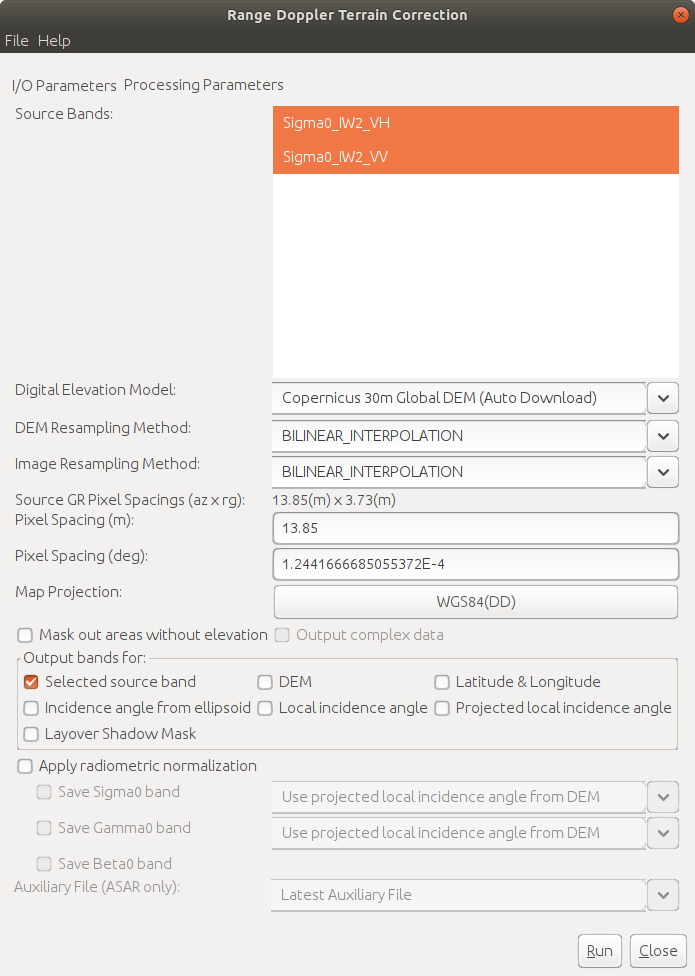 Range Doppler Terrain Correction
File Help
I/O Parameters Processing Parameters
Source Bands:
Sigma0_IW2_VH
Sigma0_IW2_VV
Digital Elevation Model: Copernicus 30m Global DEM (Auto Download)
DEM Resampling Method: BILINEAR_INTERPOLATION
Image Resampling Method: BILINEAR_INTERPOLATION
Source GR Pixel Spacings (az x rg): 13.85(m) x 3.73(m)
Pixel Spacing (m): 13.85
Pixel Spacing (deg): 1.2441666685055372E-4
Map Projection: WGS84(DD)
Mask out areas without elevation Output complex data
Output bands for:
Selected source band DEM Latitude & Longitude
Incidence angle from ellipsoid Local incidence angle Projected local incidence angle
Layover Shadow Mask
Apply radiometric normalization
Save Sigma0 band Use projected local incidence angle from DEM
Save Gamma0 band Use projected local incidence angle from DEM
Save Beta0 band
Auxiliary File (ASAR only): Latest Auxiliary File
Run Close